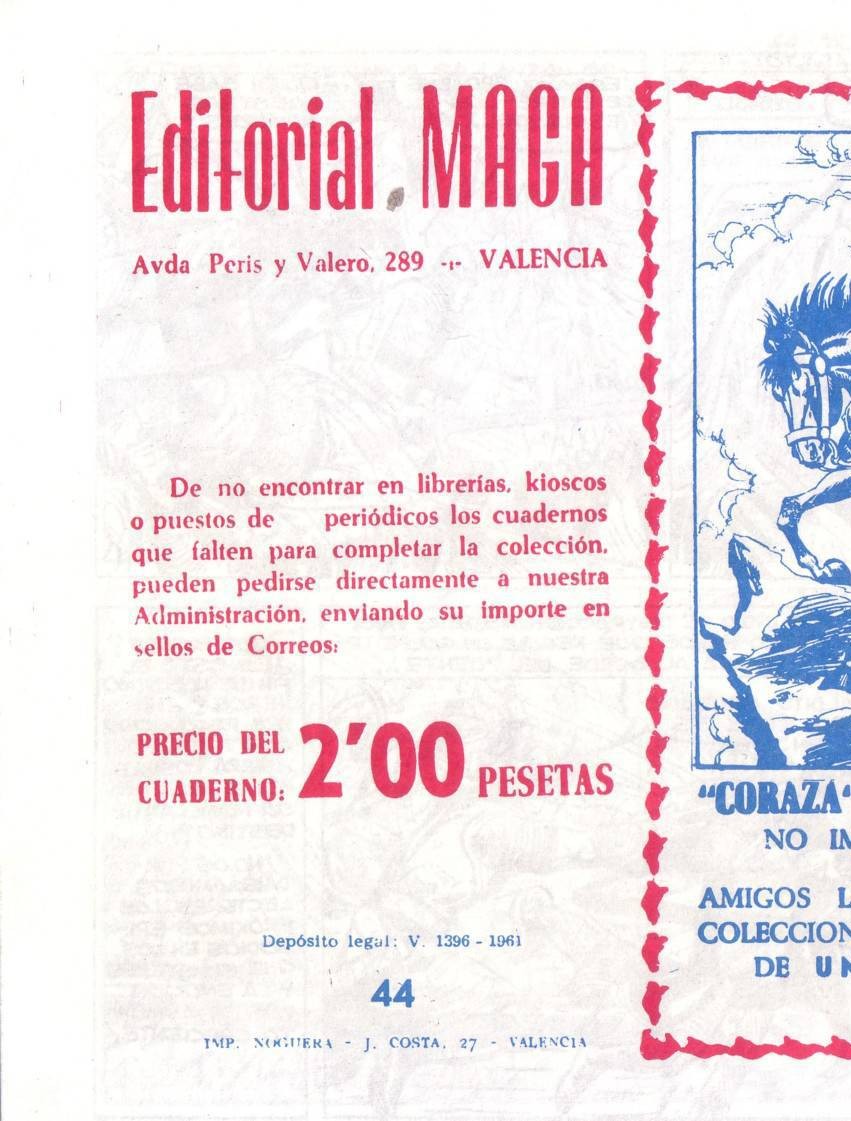 Editorial MAGA
Avda Peris y Valero, 289 -:- VALENCIA
De no encontrar en librerías, kioscos
o puestos de periódicos los cuadernos
que falten para completar la colección,
pueden pedirse directamente a nuestra
Administración, enviando su importe en
sellos de Correos:
PRECIO DEL
CUADERNO: 2'00 PESETAS
Depósito legal: V. 1396 - 1961
44
IMP. NOGUERA - J. COSTA, 27 - VALENCIA
"CORAZA"
NO IM
AMIGOS L
COLECCION
DE UN